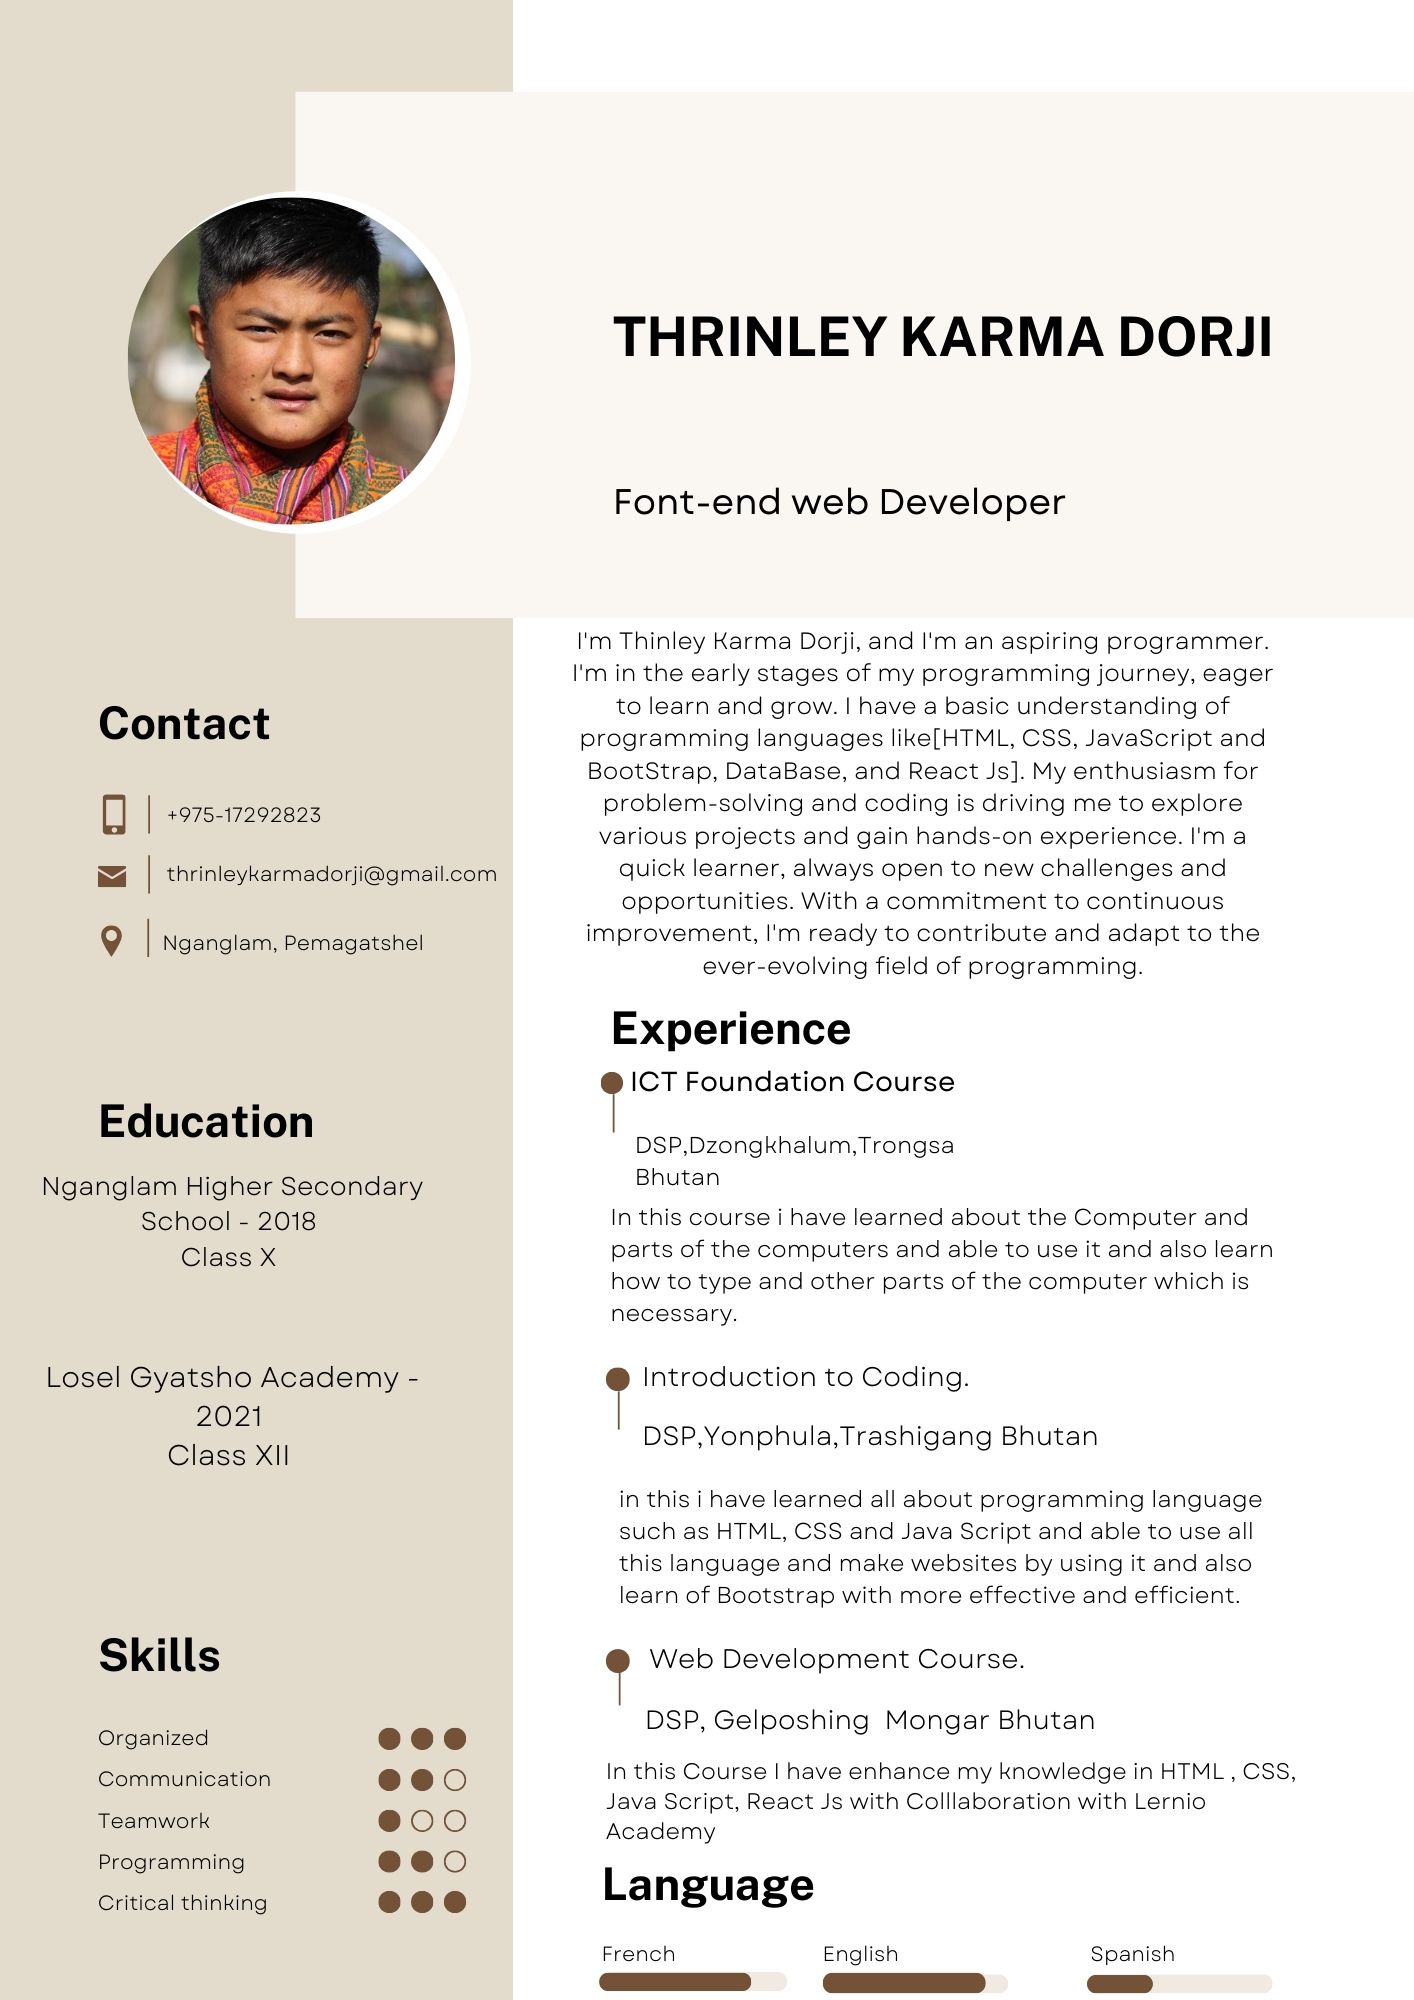 THRINLEY KARMA DORJI
Font-end web Developer
I'm Thinley Karma Dorji, and I'm an aspiring programmer.
I'm in the early stages of my programming journey, eager
to learn and grow. I have a basic understanding of
programming languages like[HTML, CSS, JavaScript and
BootStrap, DataBase, and React Js]. My enthusiasm for
problem-solving and coding is driving me to explore
various projects and gain hands-on experience. I'm a
quick learner, always open to new challenges and
opportunities. With a commitment to continuous
improvement, I'm ready to contribute and adapt to the
ever-evolving field of programming.
Contact
+975-17292823
thrinleykarmadorji@gmail.com
Nganglam, Pemagatshel
Education
Nganglam Higher Secondary
School - 2018
Class X
Losel Gyatsho Academy -
2021
Class XII
Skills
Organized
Communication
Teamwork
Programming
Critical thinking
Experience
ICT Foundation Course
DSP,Dzongkhalum,Trongsa
Bhutan
In this course i have learned about the Computer and
parts of the computers and able to use it and also learn
how to type and other parts of the computer which is
necessary.
Introduction to Coding.
DSP,Yonphula,Trashigang Bhutan
in this i have learned all about programming language
such as HTML, CSS and Java Script and able to use all
this language and make websites by using it and also
learn of Bootstrap with more effective and efficient.
Web Development Course.
DSP, Gelposhing  Mongar Bhutan
In this Course I have enhance my knowledge in HTML , CSS,
Java Script, React Js with Colllaboration with Lernio
Academy
Language
French
English
Spanish